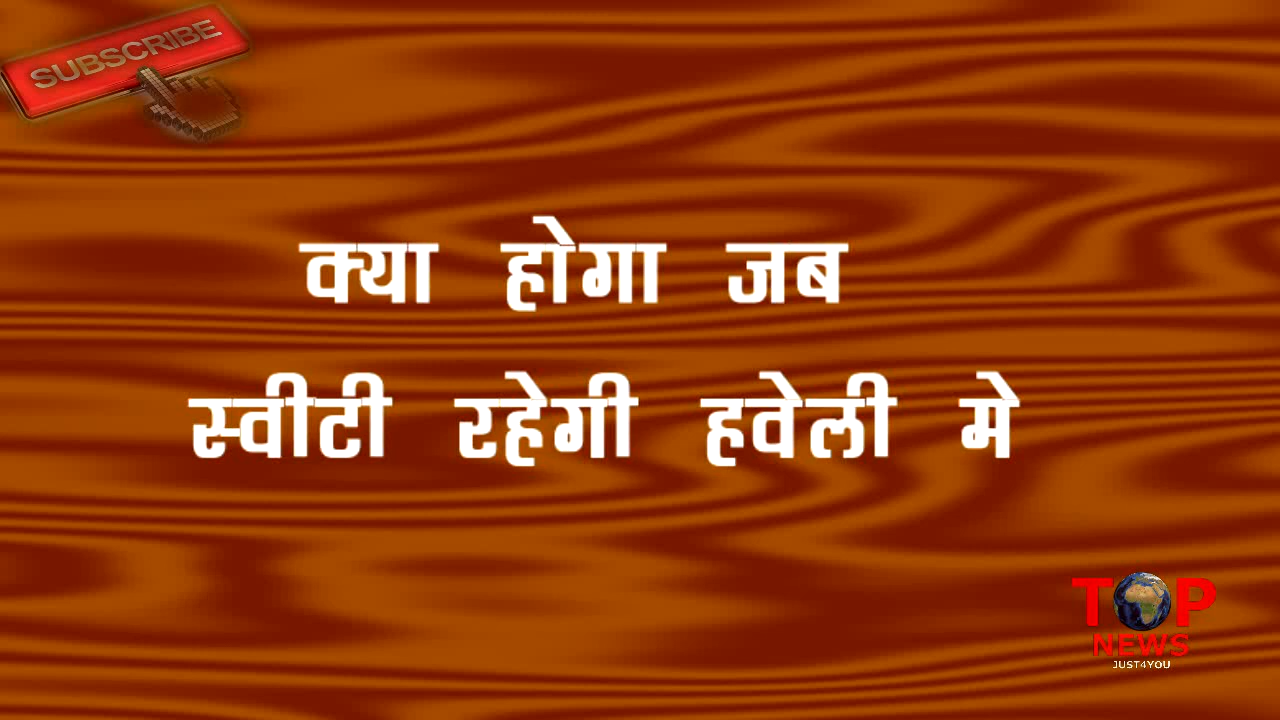 SUBSCRIBE
क्या होगा जब
स्वीटी रहेगी हवेली मे
TOP
NEWS
JUST4YOU